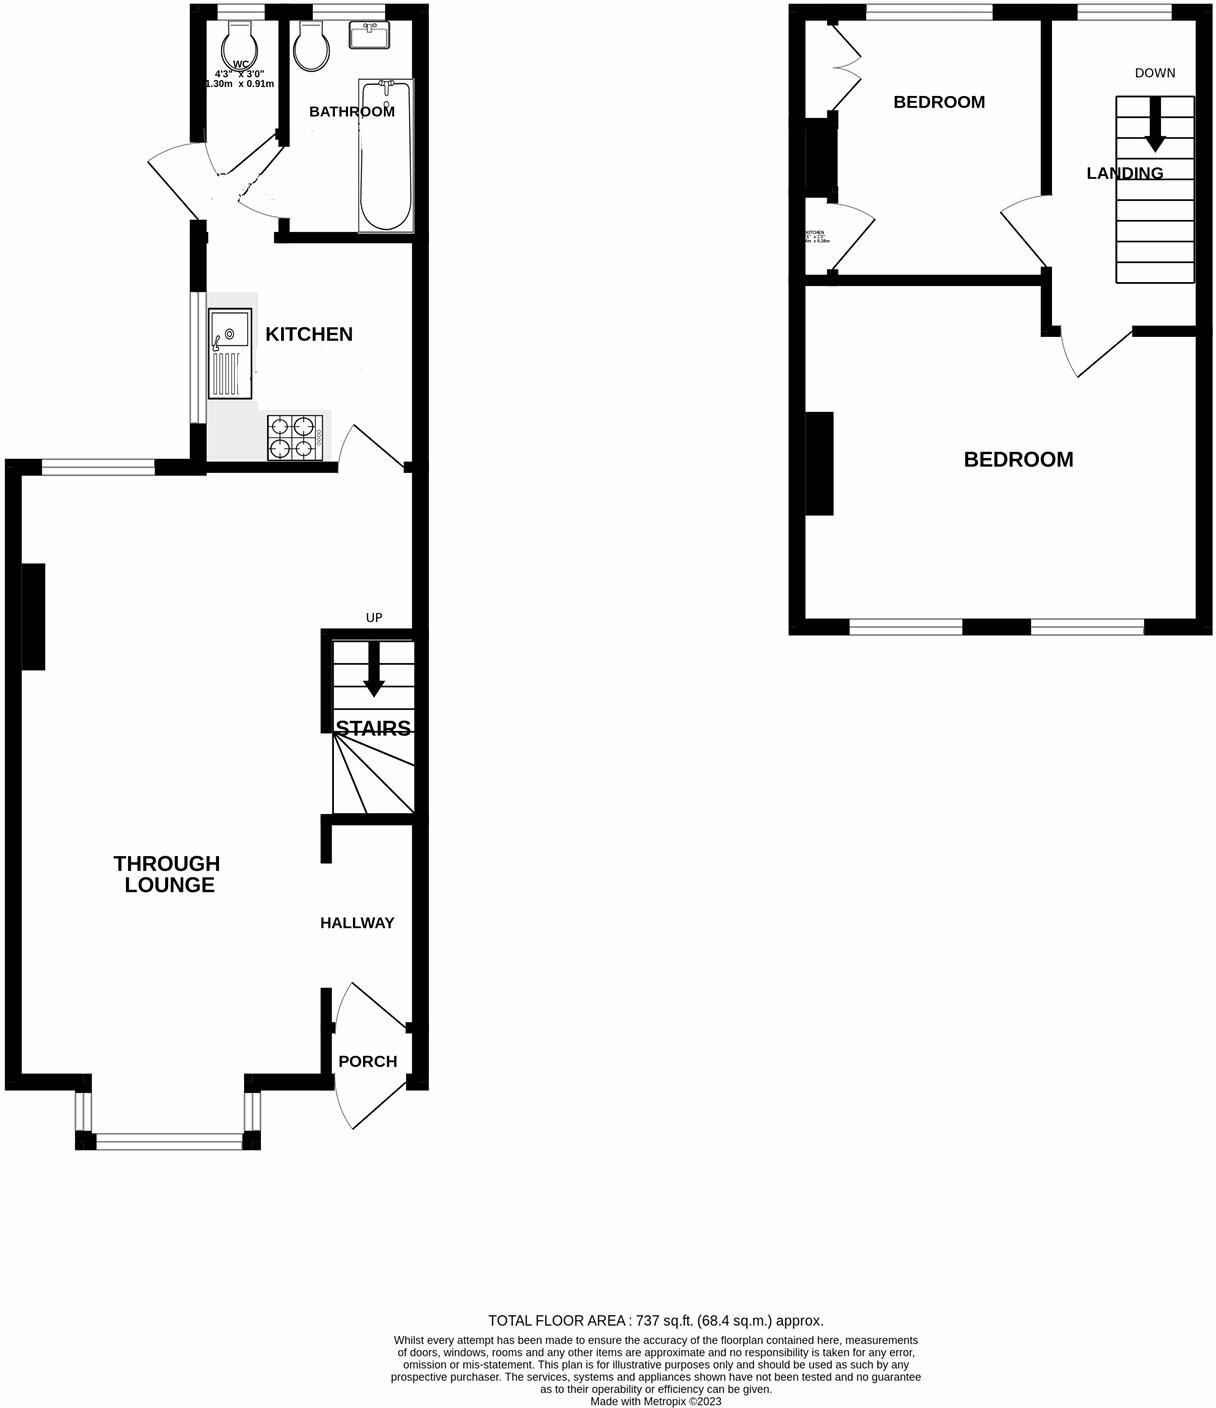 WC
4'3" x 3'0"
1.30m x 0.91m
BATHROOM
KITCHEN
UP
STAIRS
THROUGH
LOUNGE
HALLWAY
PORCH
BEDROOM
DOWN
LANDING
KITCHEN
BEDROOM
TOTAL FLOOR AREA : 737 sq.ft. (68.4 sq.m.) approx.
Whilst every attempt has been made to ensure the accuracy of the floorplan contained here, measurements
of doors, windows, rooms and any other items are approximate and no responsibility is taken for any error,
omission or mis-statement. This plan is for illustrative purposes only and should be used as such by any
prospective purchaser. The services, systems and appliances shown have not been tested and no guarantee
as to their operability or efficiency can be given.
Made with Metropix ©2023